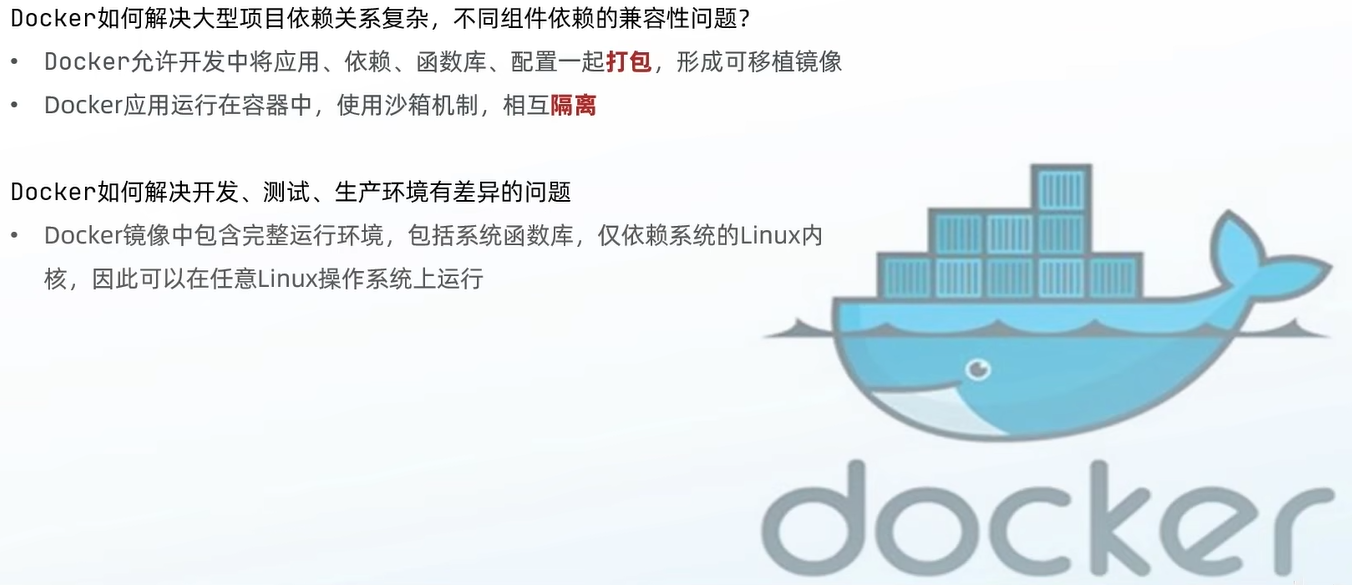 Docker如何解决大型项目依赖关系复杂，不同组件依赖的兼容性问题？
• Docker允许开发中将应用、依赖、函数库、配置一起打包，形成可移植镜像
• Docker应用运行在容器中，使用沙箱机制，相互隔离
Docker如何解决开发、测试、生产环境有差异的问题
• Docker镜像中包含完整运行环境，包括系统函数库，仅依赖系统的Linux内
核，因此可以在任意Linux操作系统上运行
docker